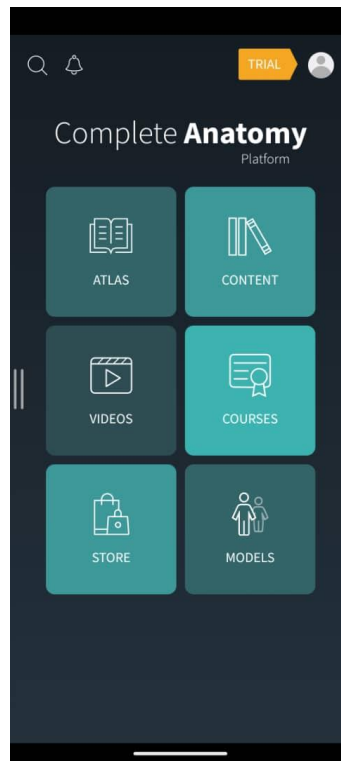 TRIAL
Complete Anatomy
Platform
ATLAS
CONTENT
VIDEOS
COURSES
STORE
MODELS